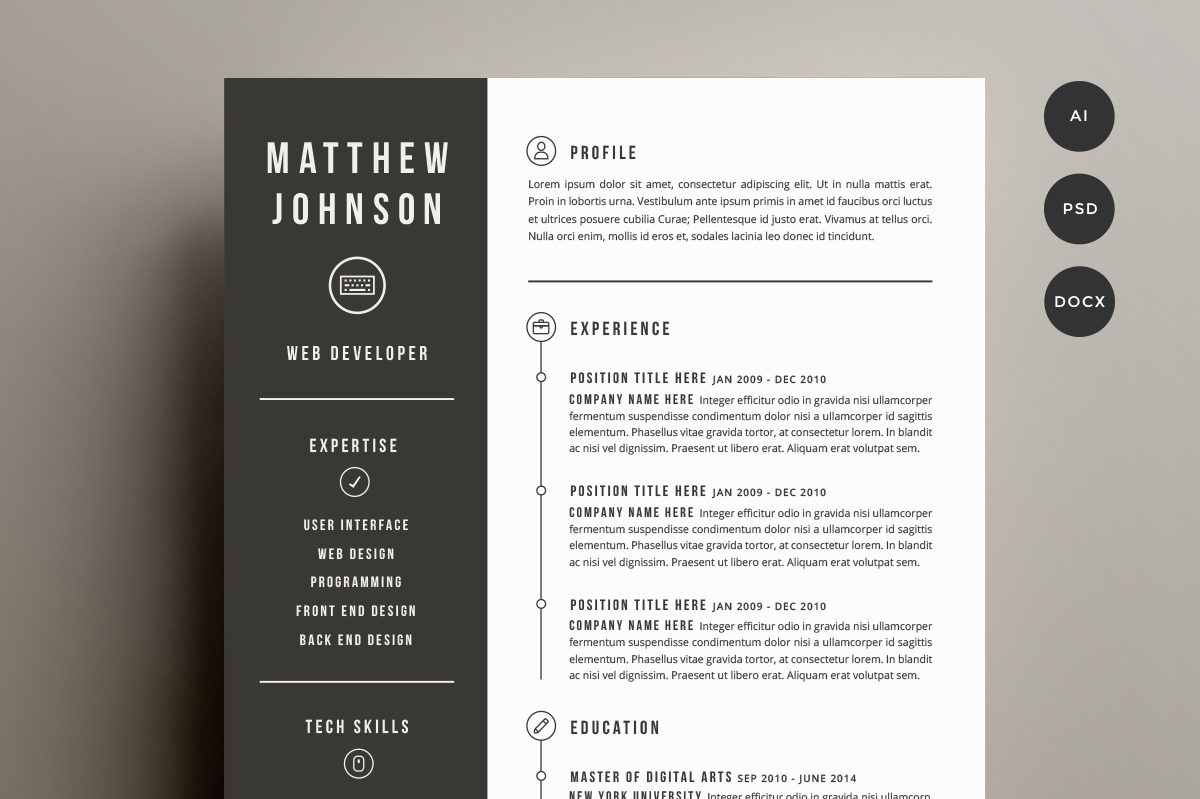 MATTHEW
JOHNSON
WEB DEVELOPER
EXPERTISE
USER INTERFACE
WEB DESIGN
PROGRAMMING
FRONT END DESIGN
BACK END DESIGN
TECH SKILLS
PROFILE
Lorem ipsum dolor sit amet, consectetur adipiscing elit. Ut in nulla mattis erat.
Proin in lobortis urna. Vestibulum ante ipsum primis in amet id faucibus orci luctus
et ultrices posuere cubilia Curae; Pellentesque id justo erat. Vivamus at tellus orci.
Nulla orci enim, mollis id eros et, sodales lacinia leo donec id tincidunt.
EXPERIENCE
POSITION TITLE HERE JAN 2009 - DEC 2010
COMPANY NAME HERE Integer efficitur odio in gravida nisi ullamcorper
fermentum suspendisse condimentum dolor nisi a ullamcorper id sagittis
elementum. Phasellus vitae gravida tortor, at consectetur lorem. In blandit
ac nisi vel dignissim. Praesent ut libero erat. Aliquam erat volutpat sem.
POSITION TITLE HERE JAN 2009 - DEC 2010
COMPANY NAME HERE Integer efficitur odio in gravida nisi ullamcorper
fermentum suspendisse condimentum dolor nisi a ullamcorper id sagittis
elementum. Phasellus vitae gravida tortor, at consectetur lorem. In blandit
ac nisi vel dignissim. Praesent ut libero erat. Aliquam erat volutpat sem.
POSITION TITLE HERE JAN 2009 - DEC 2010
COMPANY NAME HERE Integer efficitur odio in gravida nisi ullamcorper
fermentum suspendisse condimentum dolor nisi a ullamcorper id sagittis
elementum. Phasellus vitae gravida tortor, at consectetur lorem. In blandit
ac nisi vel dignissim. Praesent ut libero erat. Aliquam erat volutpat sem.
EDUCATION
MASTER OF DIGITAL ARTS SEP 2010 - JUNE 2014
NEW YORK UNIVERSITY Integer efficitur odio in gravida nisi ullamcorp
AI
PSD
DOCX